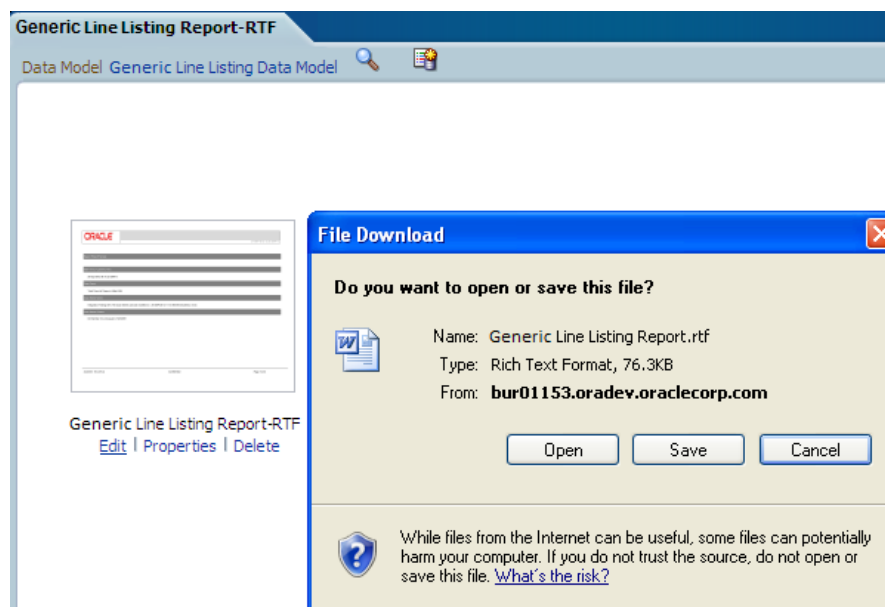 Generic Line Listing Report-RTF
Data Model Generic Line Listing Data Model
ORACLE
Generic Line Listing Report-RTF
Edit | Properties | Delete
File Download
Do you want to open or save this file?
Name: Generic Line Listing Report.rtf
Type: Rich Text Format, 76.3KB
From: bur01153.oradev.oraclecorp.com
Open Save Cancel
While files from the Internet can be useful, some files can potentially
harm your computer. If you do not trust the source, do not open or
save this file. What's the risk?